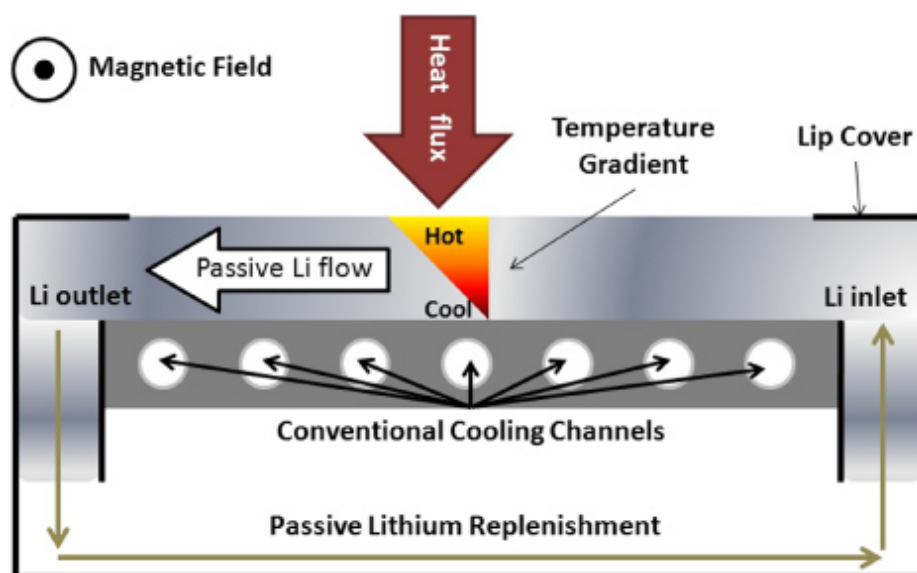 Magnetic Field
Heat flux
Temperature
Gradient
Lip Cover
Hot
Passive Li flow
Li outlet
Cool
Li inlet
Conventional Cooling Channels
Passive Lithium Replenishment